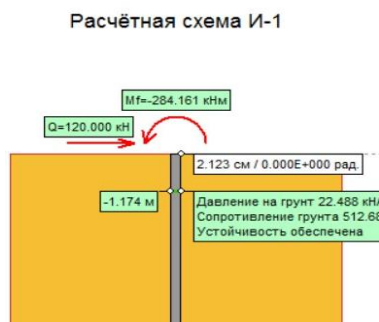 Расчётная схема И-1
Mf=-284.161 кНм
Q=120.000 кН
2.123 см / 0.000E+000 рад.
-1.174 м
Давление на грунт 22.488 кН/
Сопротивление грунта 512.68
Устойчивость обеспечена